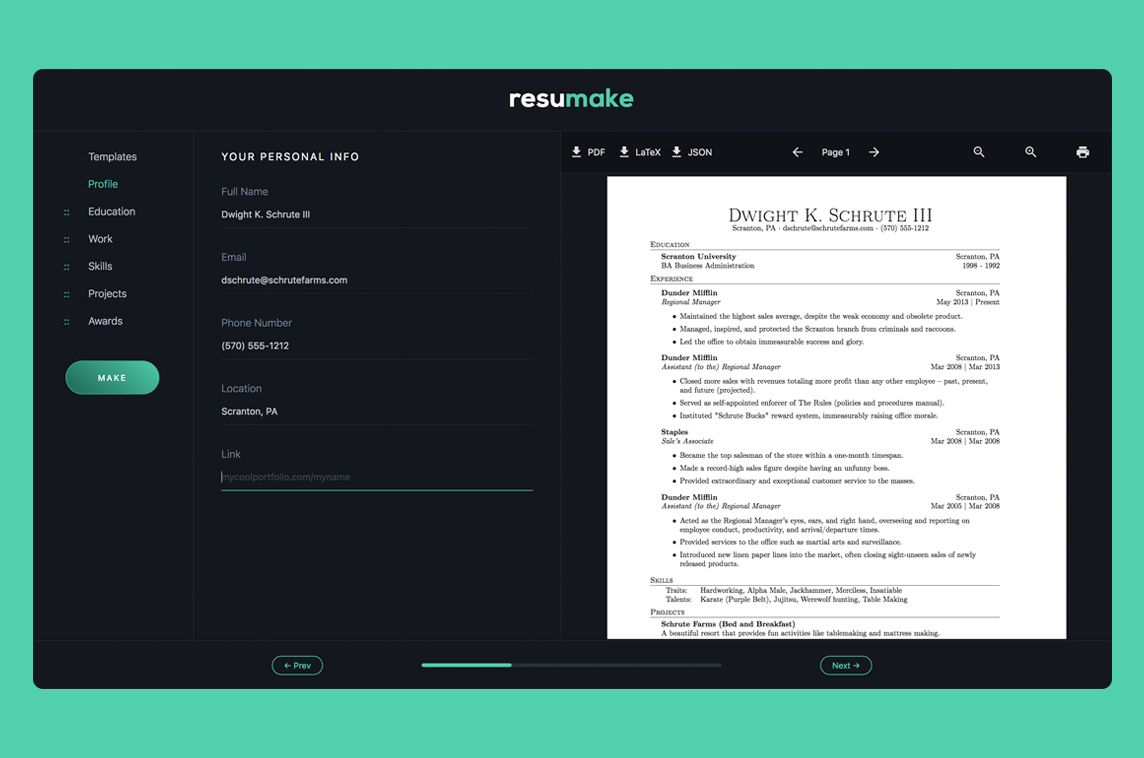 resumake
Templates
Profile
Education
Work
Skills
Projects
Awards
MAKE
YOUR PERSONAL INFO
Full Name
Dwight K. Schrute III
Email
dschrute@schrutefarms.com
Phone Number
(570) 555-1212
Location
Scranton, PA
Link
mycoolportfolio.com/myname
PDF LaTeX JSON Page 1
Dwight K. Schrute III
Scranton, PA · dschrute@schrutefarms.com · (570) 555-1212
Education
Scranton University Scranton, PA
BA Business Administration 1998 - 1992
Experience
Dunder Mifflin Scranton, PA
Regional Manager May 2013 | Present
• Maintained the highest sales average, despite the weak economy and obsolete product.
• Managed, inspired, and protected the Scranton branch from criminals and raccoons.
• Led the office to obtain immeasurable success and glory.
Dunder Mifflin Scranton, PA
Assistant (to the) Regional Manager Mar 2008 | Mar 2013
• Closed more sales with revenues totaling more profit than any other employee – past, present,
and future (projected).
• Served as self-appointed enforcer of The Rules (policies and procedures manual).
• Instituted "Schrute Bucks" reward system, immeasurably raising office morale.
Staples Scranton, PA
Sale's Associate Mar 2008 | Mar 2008
• Became the top salesman of the store within a one-month timespan.
• Made a record-high sales figure despite having an unfunny boss.
• Provided extraordinary and exceptional customer service to the masses.
Dunder Mifflin Scranton, PA
Assistant (to the) Regional Manager Mar 2005 | Mar 2008
• Acted as the Regional Manager's eyes, ears, and right hand, overseeing and reporting on
employee conduct, productivity, and arrival/departure times.
• Provided services to the office such as martial arts and surveillance.
• Introduced new linen paper lines into the market, often closing sight-unseen sales of newly
released products.
Skills
Traits: Hardworking, Alpha Male, Jackhammer, Merciless, Insatiable
Talents: Karate (Purple Belt), Jujitsu, Werewolf hunting, Table Making
Projects
Schrute Farms (Bed and Breakfast)
A beautiful resort that provides fun activities like tablemaking and mattress making.
← Prev Next →